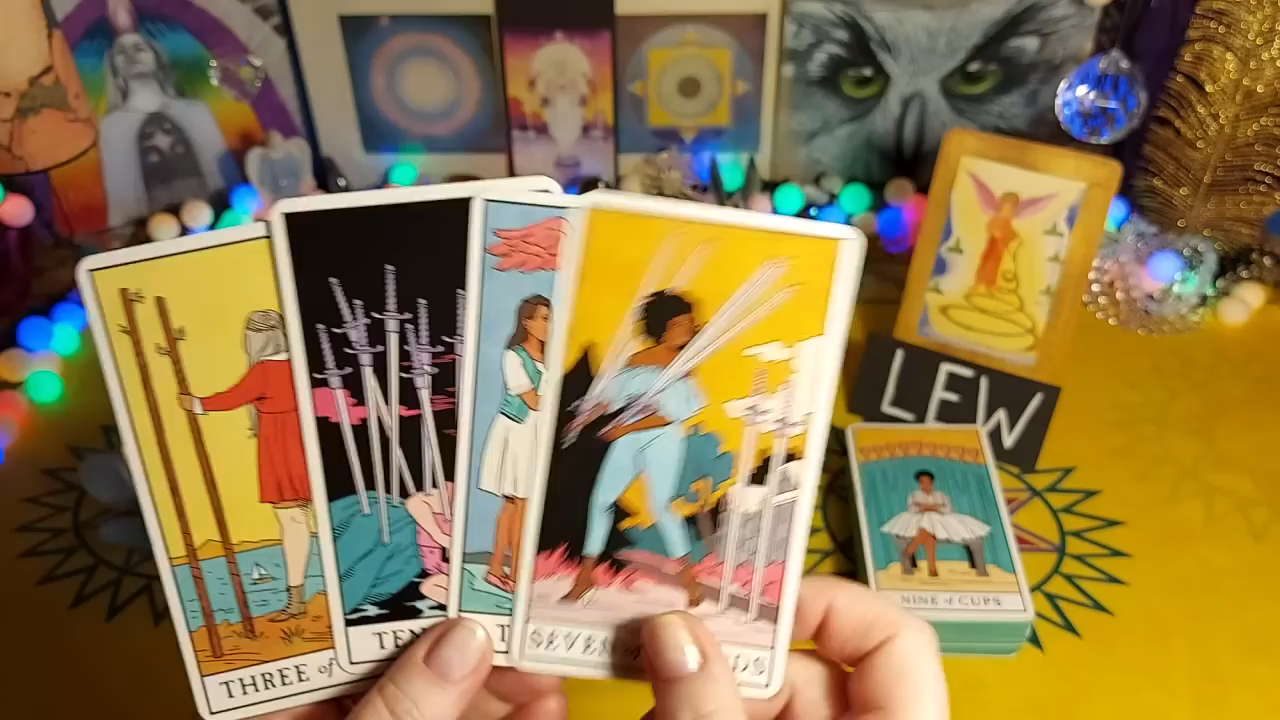 THREE of
TEN
T
SEVEN
LEW
NINE of CUPS